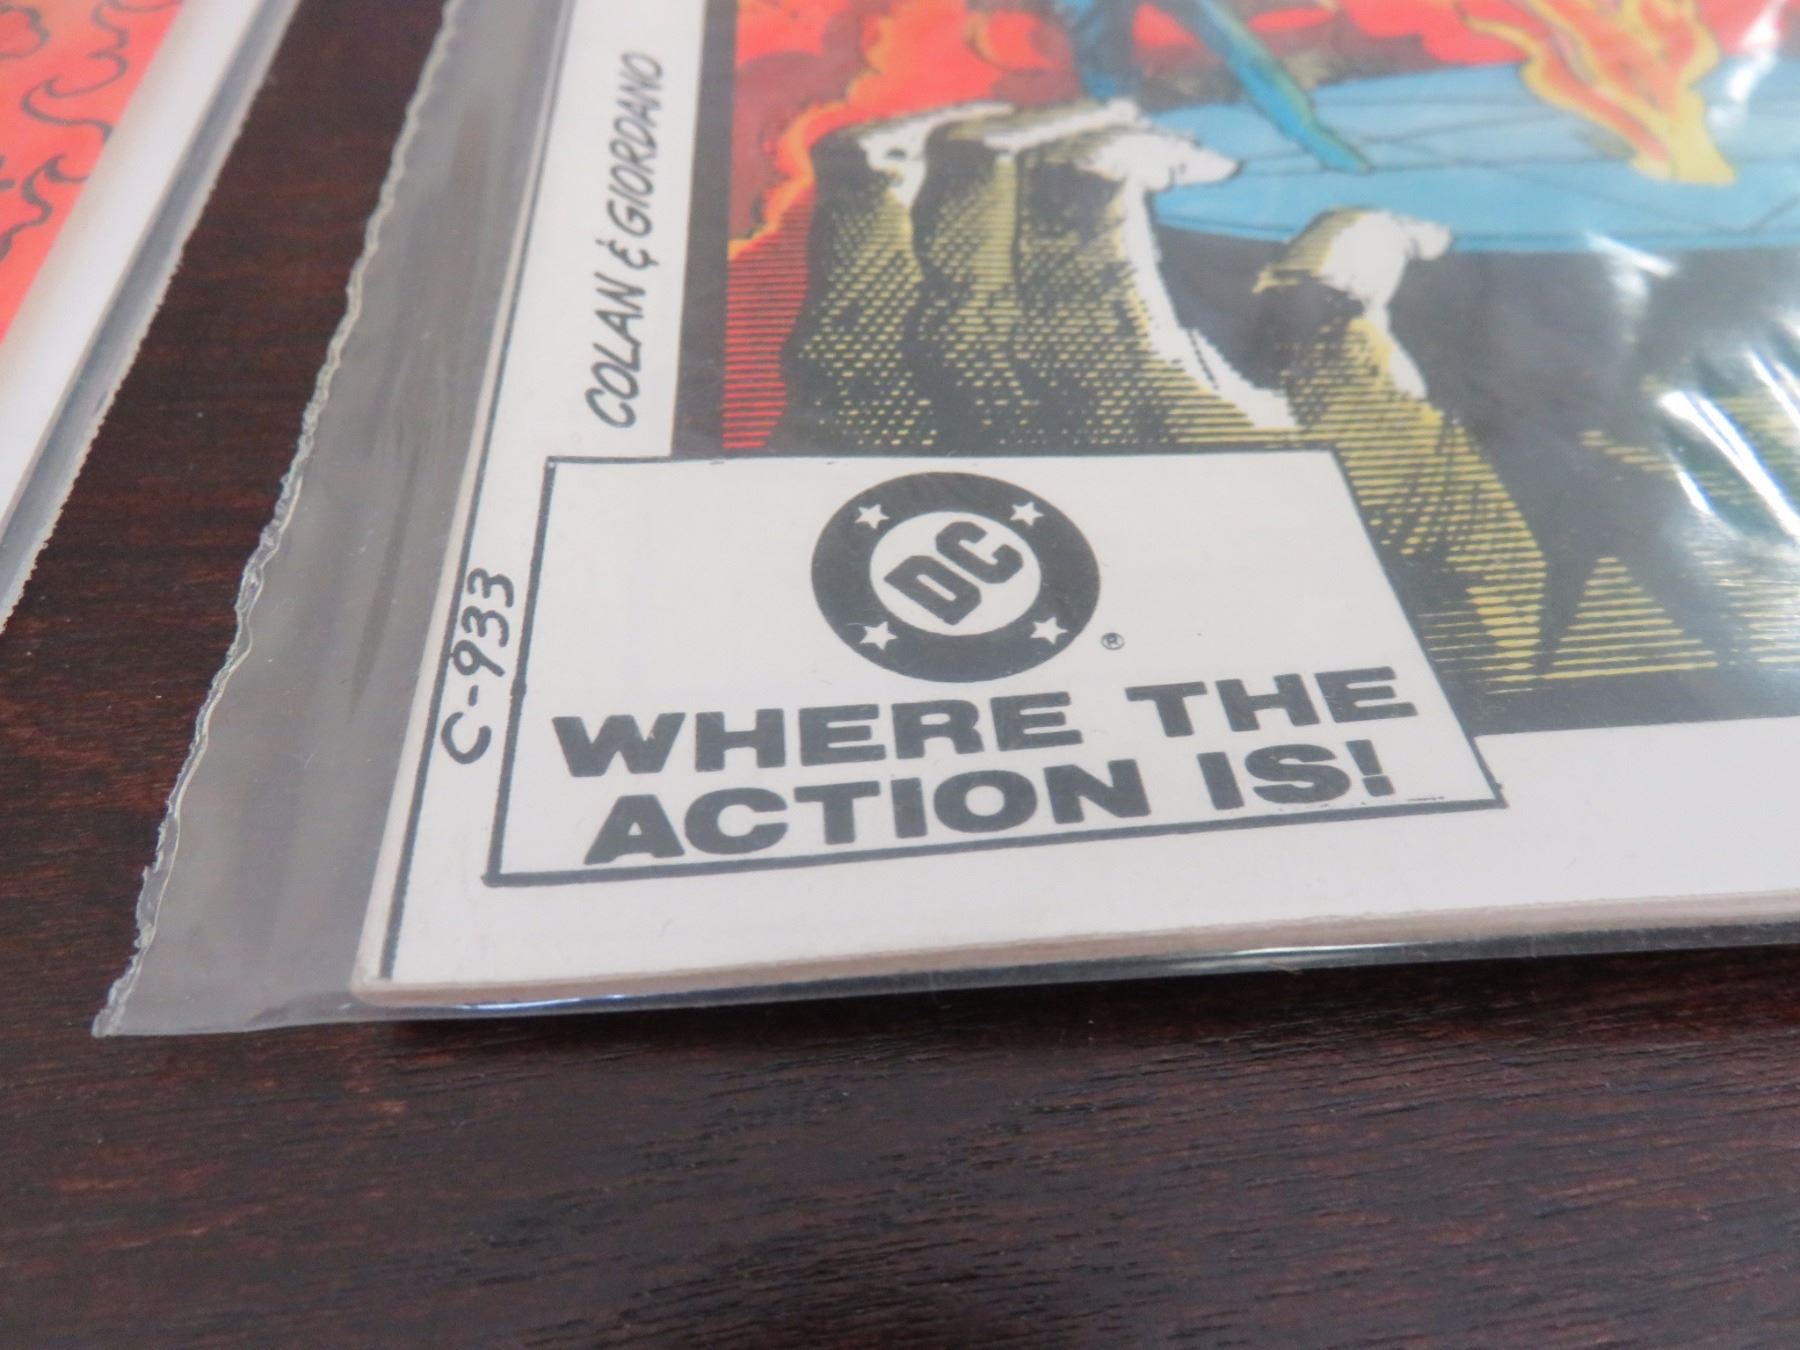 COLAN & GIORDANO
C-933
DC
®
WHERE THE
ACTION IS!